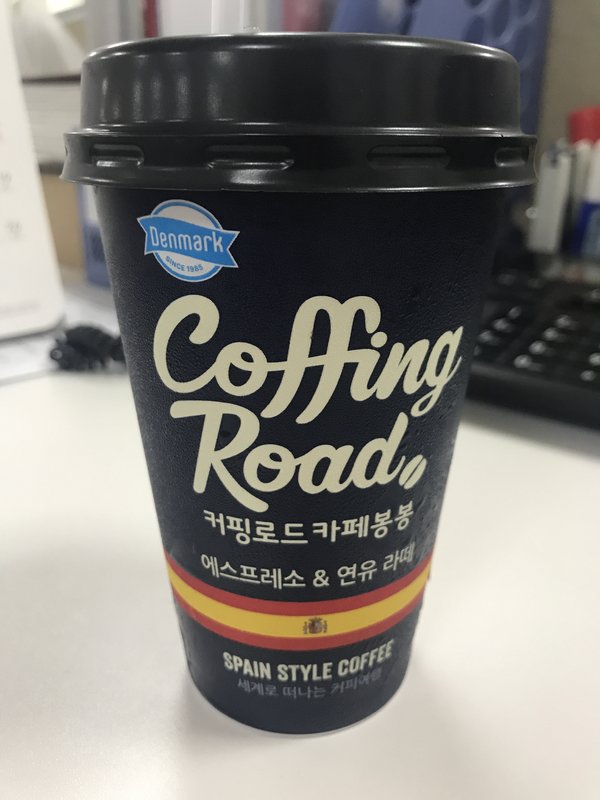 Denmark
SINCE 1985
Coffing
Road
커핑로드카페봉봉
에스프레소 & 연유 라떼
SPAIN STYLE COFFEE
세계로 떠나는 커피여행